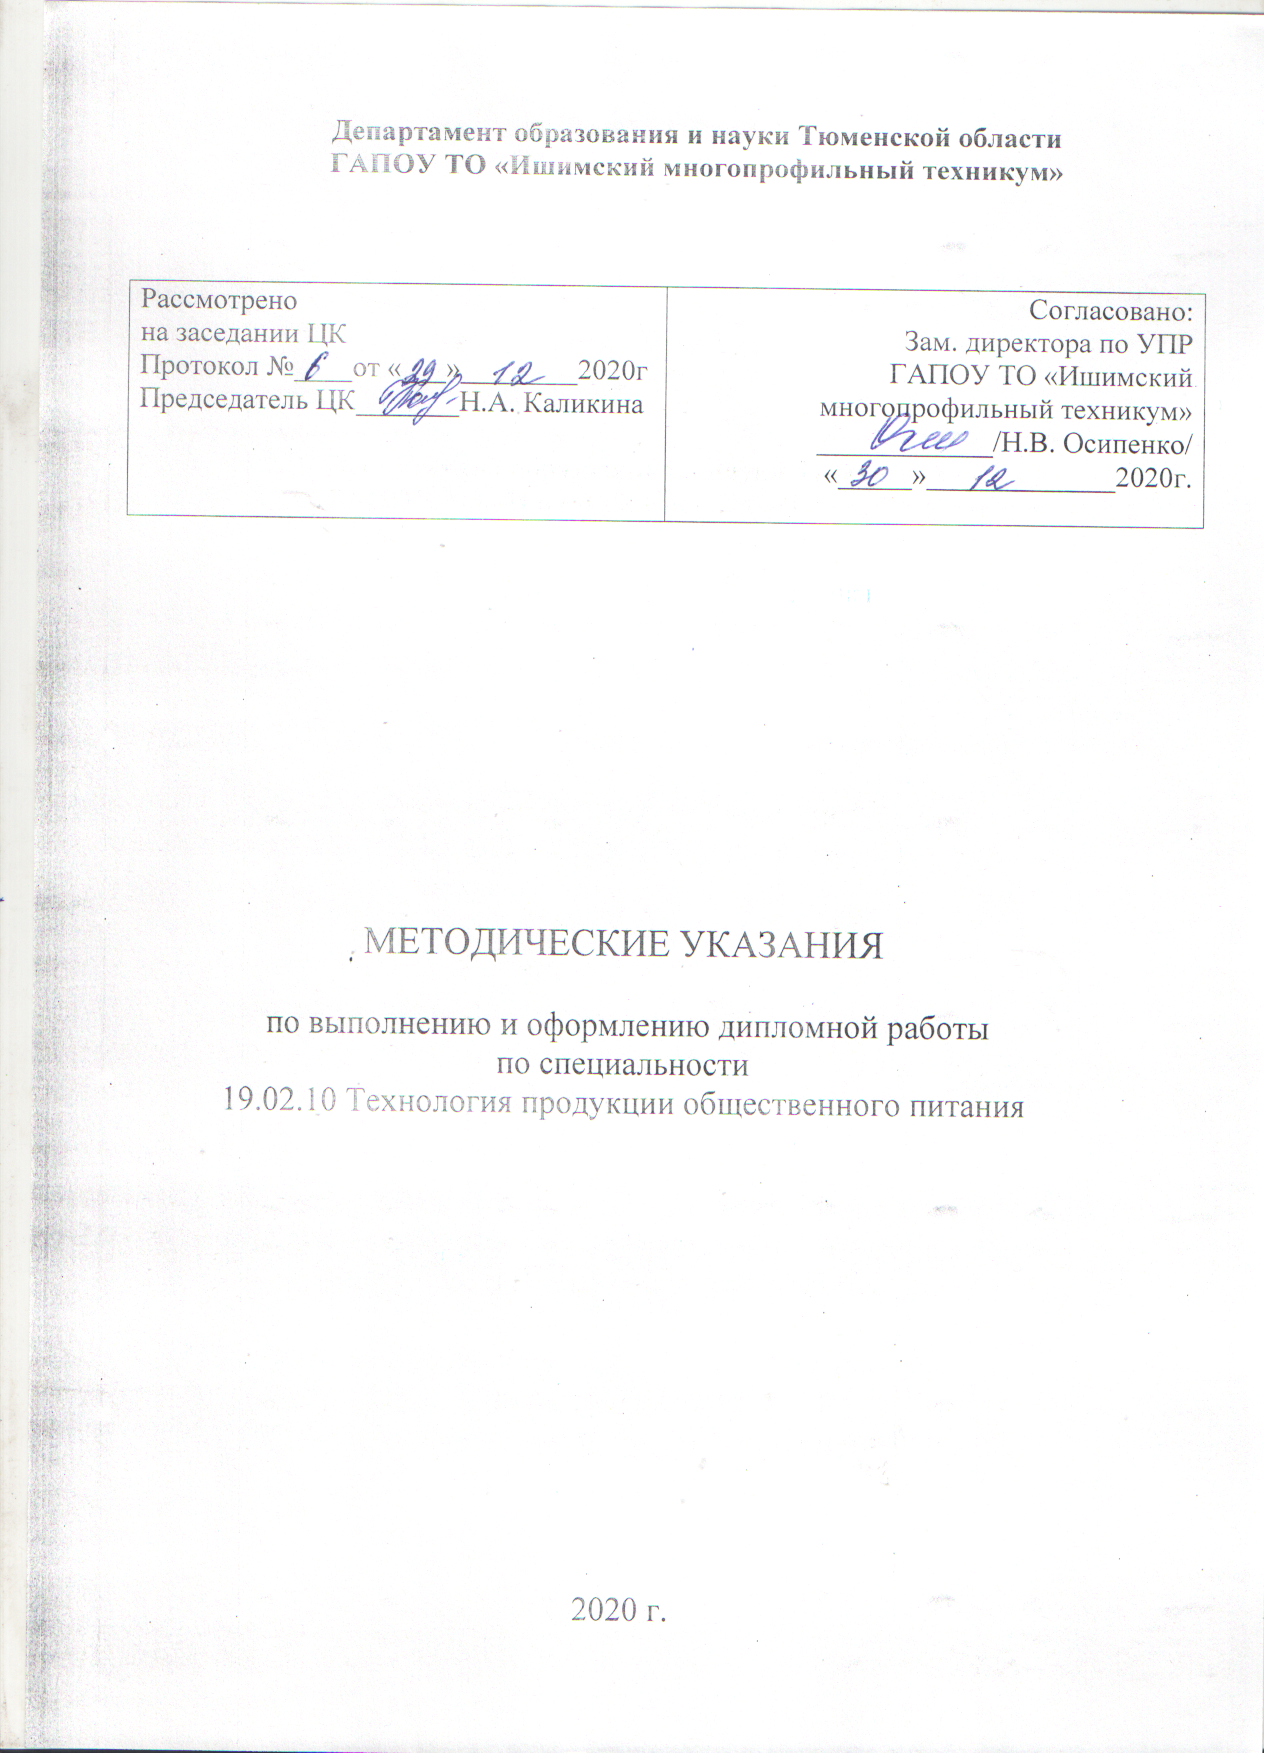 Департамент образования и науки Тюменской области
ГАПОУ ТО «Ишимский многопрофильный техникум»
Рассмотрено
на заседании ЦК
Протокол №6 от «29» 12 2020г
Председатель ЦК Н.А. Каликина
Согласовано:
Зам. директора по УПР
ГАПОУ ТО «Ишимский
многопрофильный техникум»
/Н.В. Осипенко/
«30» 12 2020г.
МЕТОДИЧЕСКИЕ УКАЗАНИЯ
по выполнению и оформлению дипломной работы
по специальности
19.02.10 Технология продукции общественного питания
2020 г.